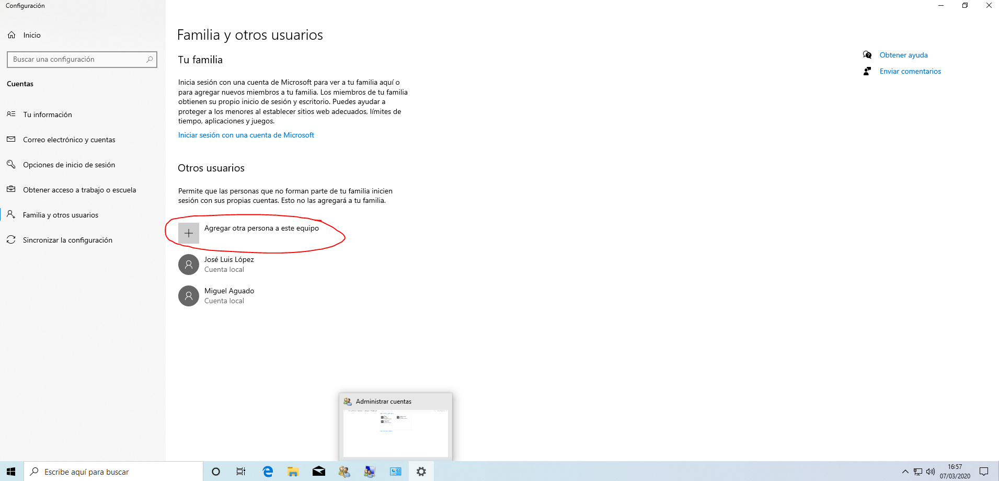 Configuración
Inicio
Buscar una configuración
Cuentas
Tu información
Correo electrónico y cuentas
Opciones de inicio de sesión
Obtener acceso a trabajo o escuela
Familia y otros usuarios
Sincronizar la configuración
Familia y otros usuarios
Tu familia
Inicia sesión con una cuenta de Microsoft para ver a tu familia aquí o
para agregar nuevos miembros a tu familia. Los miembros de tu familia
obtienen su propio inicio de sesión y escritorio. Puedes ayudar a
proteger a los menores al establecer sitios web adecuados, límites de
tiempo, aplicaciones y juegos.
Iniciar sesión con una cuenta de Microsoft
Otros usuarios
Permite que las personas que no forman parte de tu familia inicien
sesión con sus propias cuentas. Esto no las agregará a tu familia.
Agregar otra persona a este equipo
José Luis López
Cuenta local
Miguel Aguado
Cuenta local
Obtener ayuda
Enviar comentarios
Administrar cuentas
Escribe aquí para buscar
16:57
07/03/2020